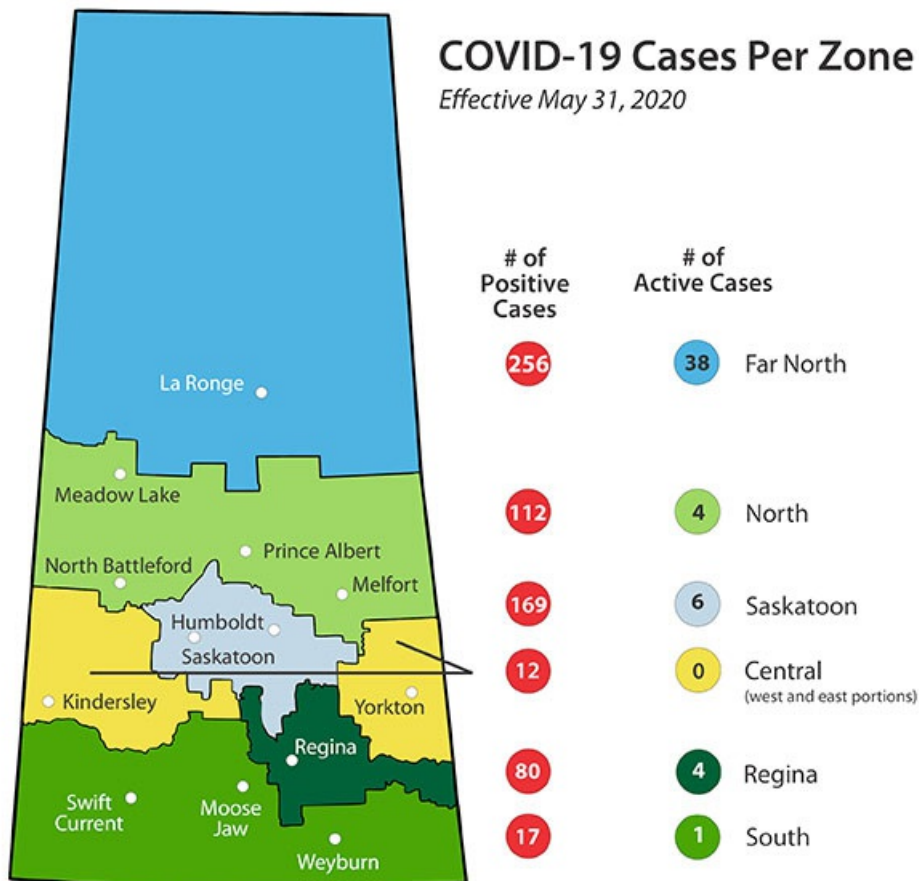 COVID-19 Cases Per Zone
Effective May 31, 2020
# of
Positive
Cases
# of
Active Cases
256
38
Far North
112
4
North
169
6
Saskatoon
12
0
Central
(west and east portions)
80
4
Regina
17
1
South
La Ronge
Meadow Lake
Prince Albert
North Battleford
Melfort
Humboldt
Saskatoon
Kindersley
Yorkton
Regina
Swift
Current
Moose
Jaw
Weyburn